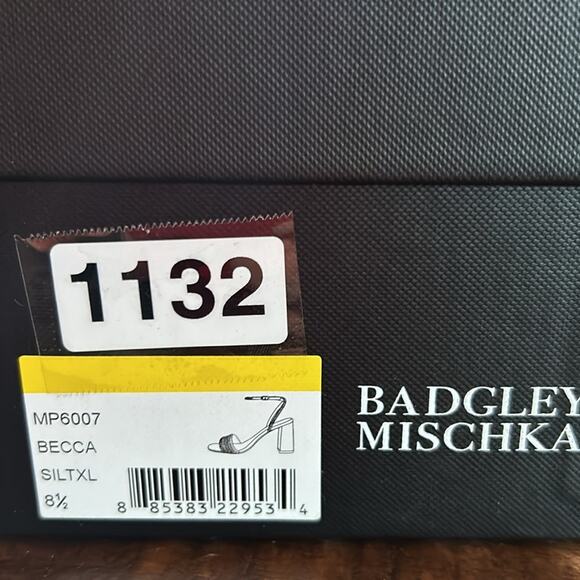 1132
MP6007
BECCA
SILTXL
8½
8 85383 22953 4
BADGLEY
MISCHKA